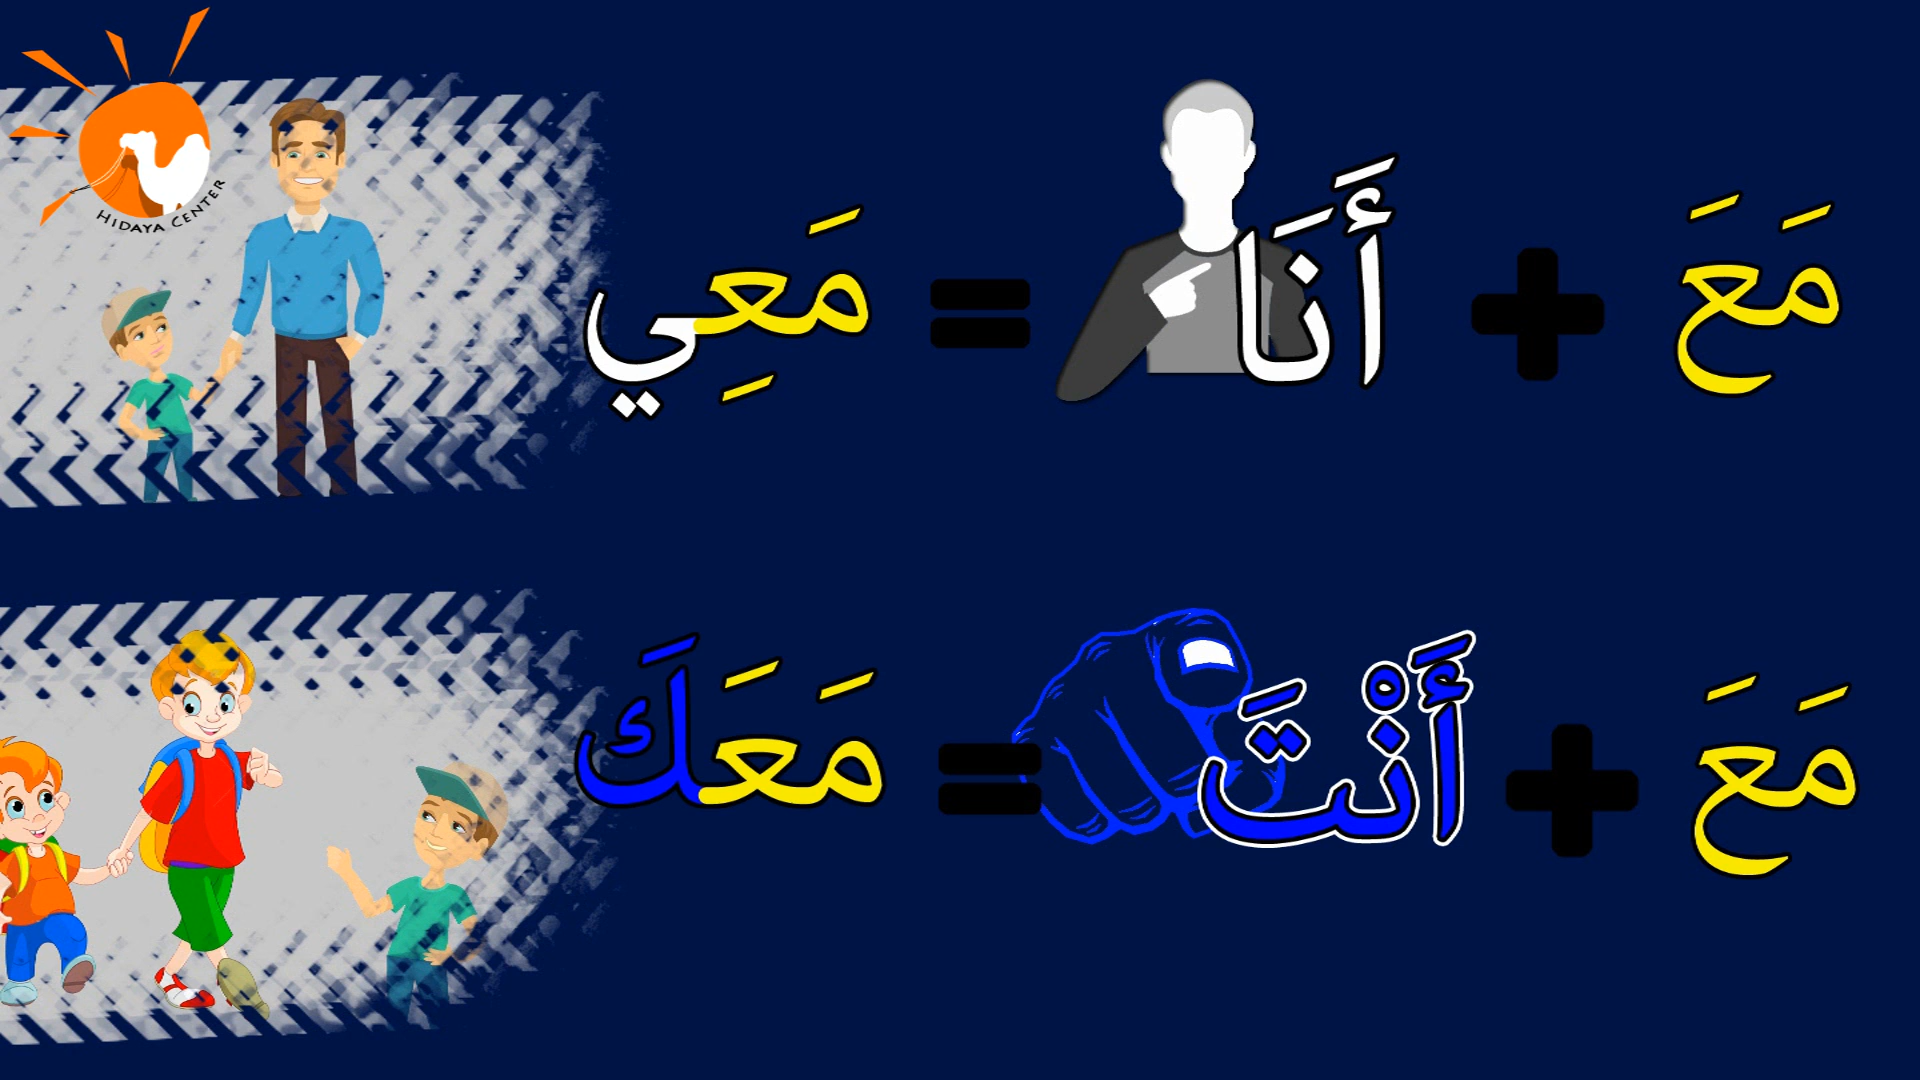 HIDAYA CENTER
مَعَ + أَنَا = مَعِي
مَعَ + أَنْتَ = مَعَكَ